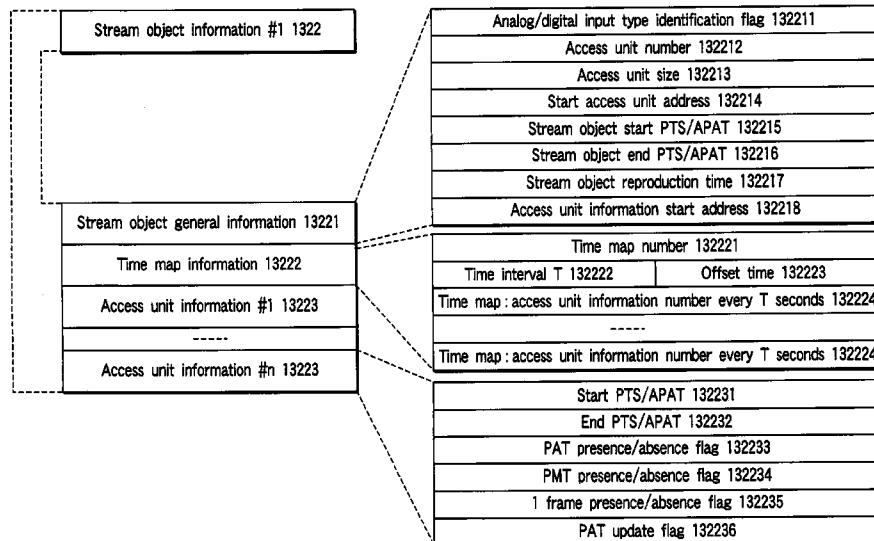 Stream object information #1 1322
Stream object general information 13221
Time map information 13222
Access unit information #1 13223
-----
Access unit information #n 13223
Analog/digital input type identification flag 132211
Access unit number 132212
Access unit size 132213
Start access unit address 132214
Stream object start PTS/APAT 132215
Stream object end PTS/APAT 132216
Stream object reproduction time 132217
Access unit information start address 132218
Time map number 132221
Time interval T 132222
Offset time 132223
Time map : access unit information number every T seconds 132224
-----
Time map : access unit information number every T seconds 132224
Start PTS/APAT 132231
End PTS/APAT 132232
PAT presence/absence flag 132233
PMT presence/absence flag 132234
1 frame presence/absence flag 132235
PAT update flag 132236